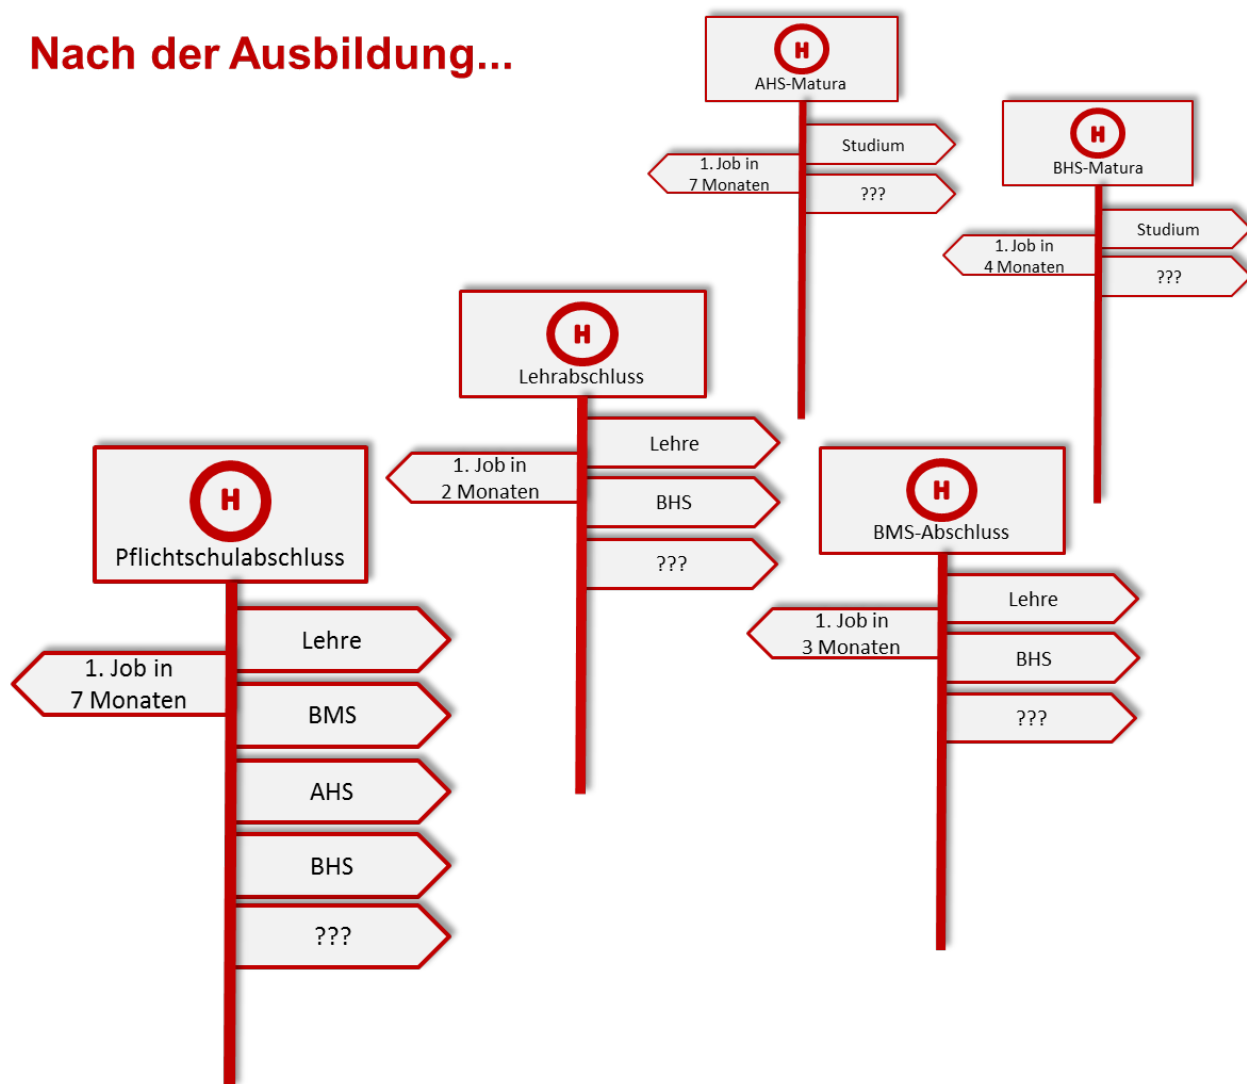 Nach der Ausbildung...
H
AHS-Matura
Studium
1. Job in
7 Monaten
???
H
BHS-Matura
Studium
1. Job in
4 Monaten
???
H
Lehrabschluss
Lehre
1. Job in
2 Monaten
BHS
???
H
BMS-Abschluss
Lehre
1. Job in
3 Monaten
BHS
???
H
Pflichtschulabschluss
Lehre
1. Job in
7 Monaten
BMS
AHS
BHS
???